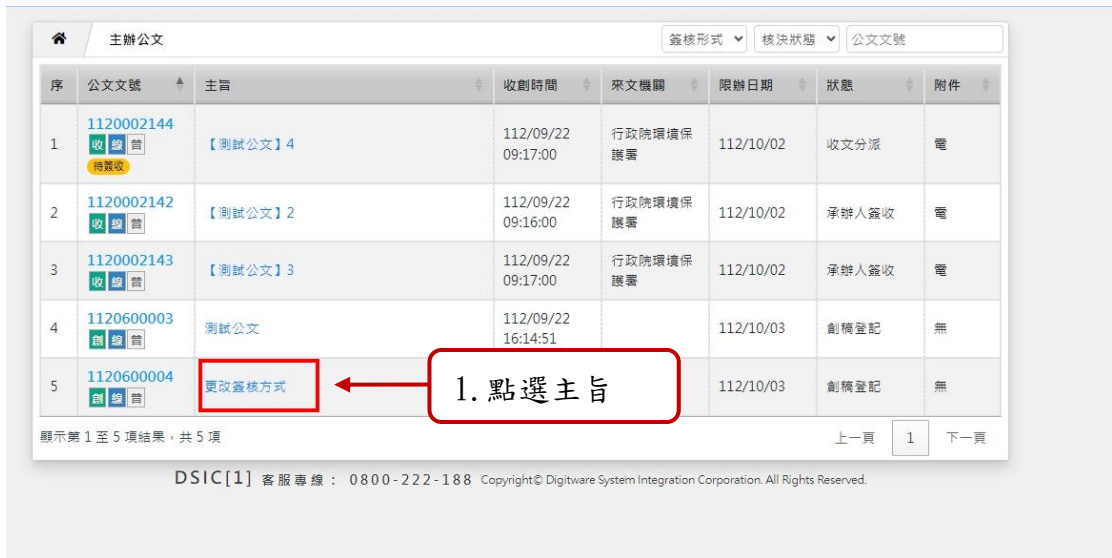 主辦公文 簽核形式 核決狀態 公文文號
序 公文文號 主旨 收創時間 來文機關 限辦日期 狀態 附件
1 1120002144 收 線 普 待簽收 【測試公文】4 112/09/22 09:17:00 行政院環境保護署 112/10/02 收文分派 電
2 1120002142 收 線 普 【測試公文】2 112/09/22 09:16:00 行政院環境保護署 112/10/02 承辦人簽收 電
3 1120002143 收 線 普 【測試公文】3 112/09/22 09:17:00 行政院環境保護署 112/10/02 承辦人簽收 電
4 1120600003 創 線 普 測試公文 112/09/22 16:14:51 112/10/03 創稿登記 無
5 1120600004 創 線 普 更改簽核方式 112/10/03 創稿登記 無
1.點選主旨
顯示第 1 至 5 項結果，共 5 項 上一頁 1 下一頁
DSIC[1] 客服專線： 0800-222-188 Copyright© Digitware System Integration Corporation. All Rights Reserved.